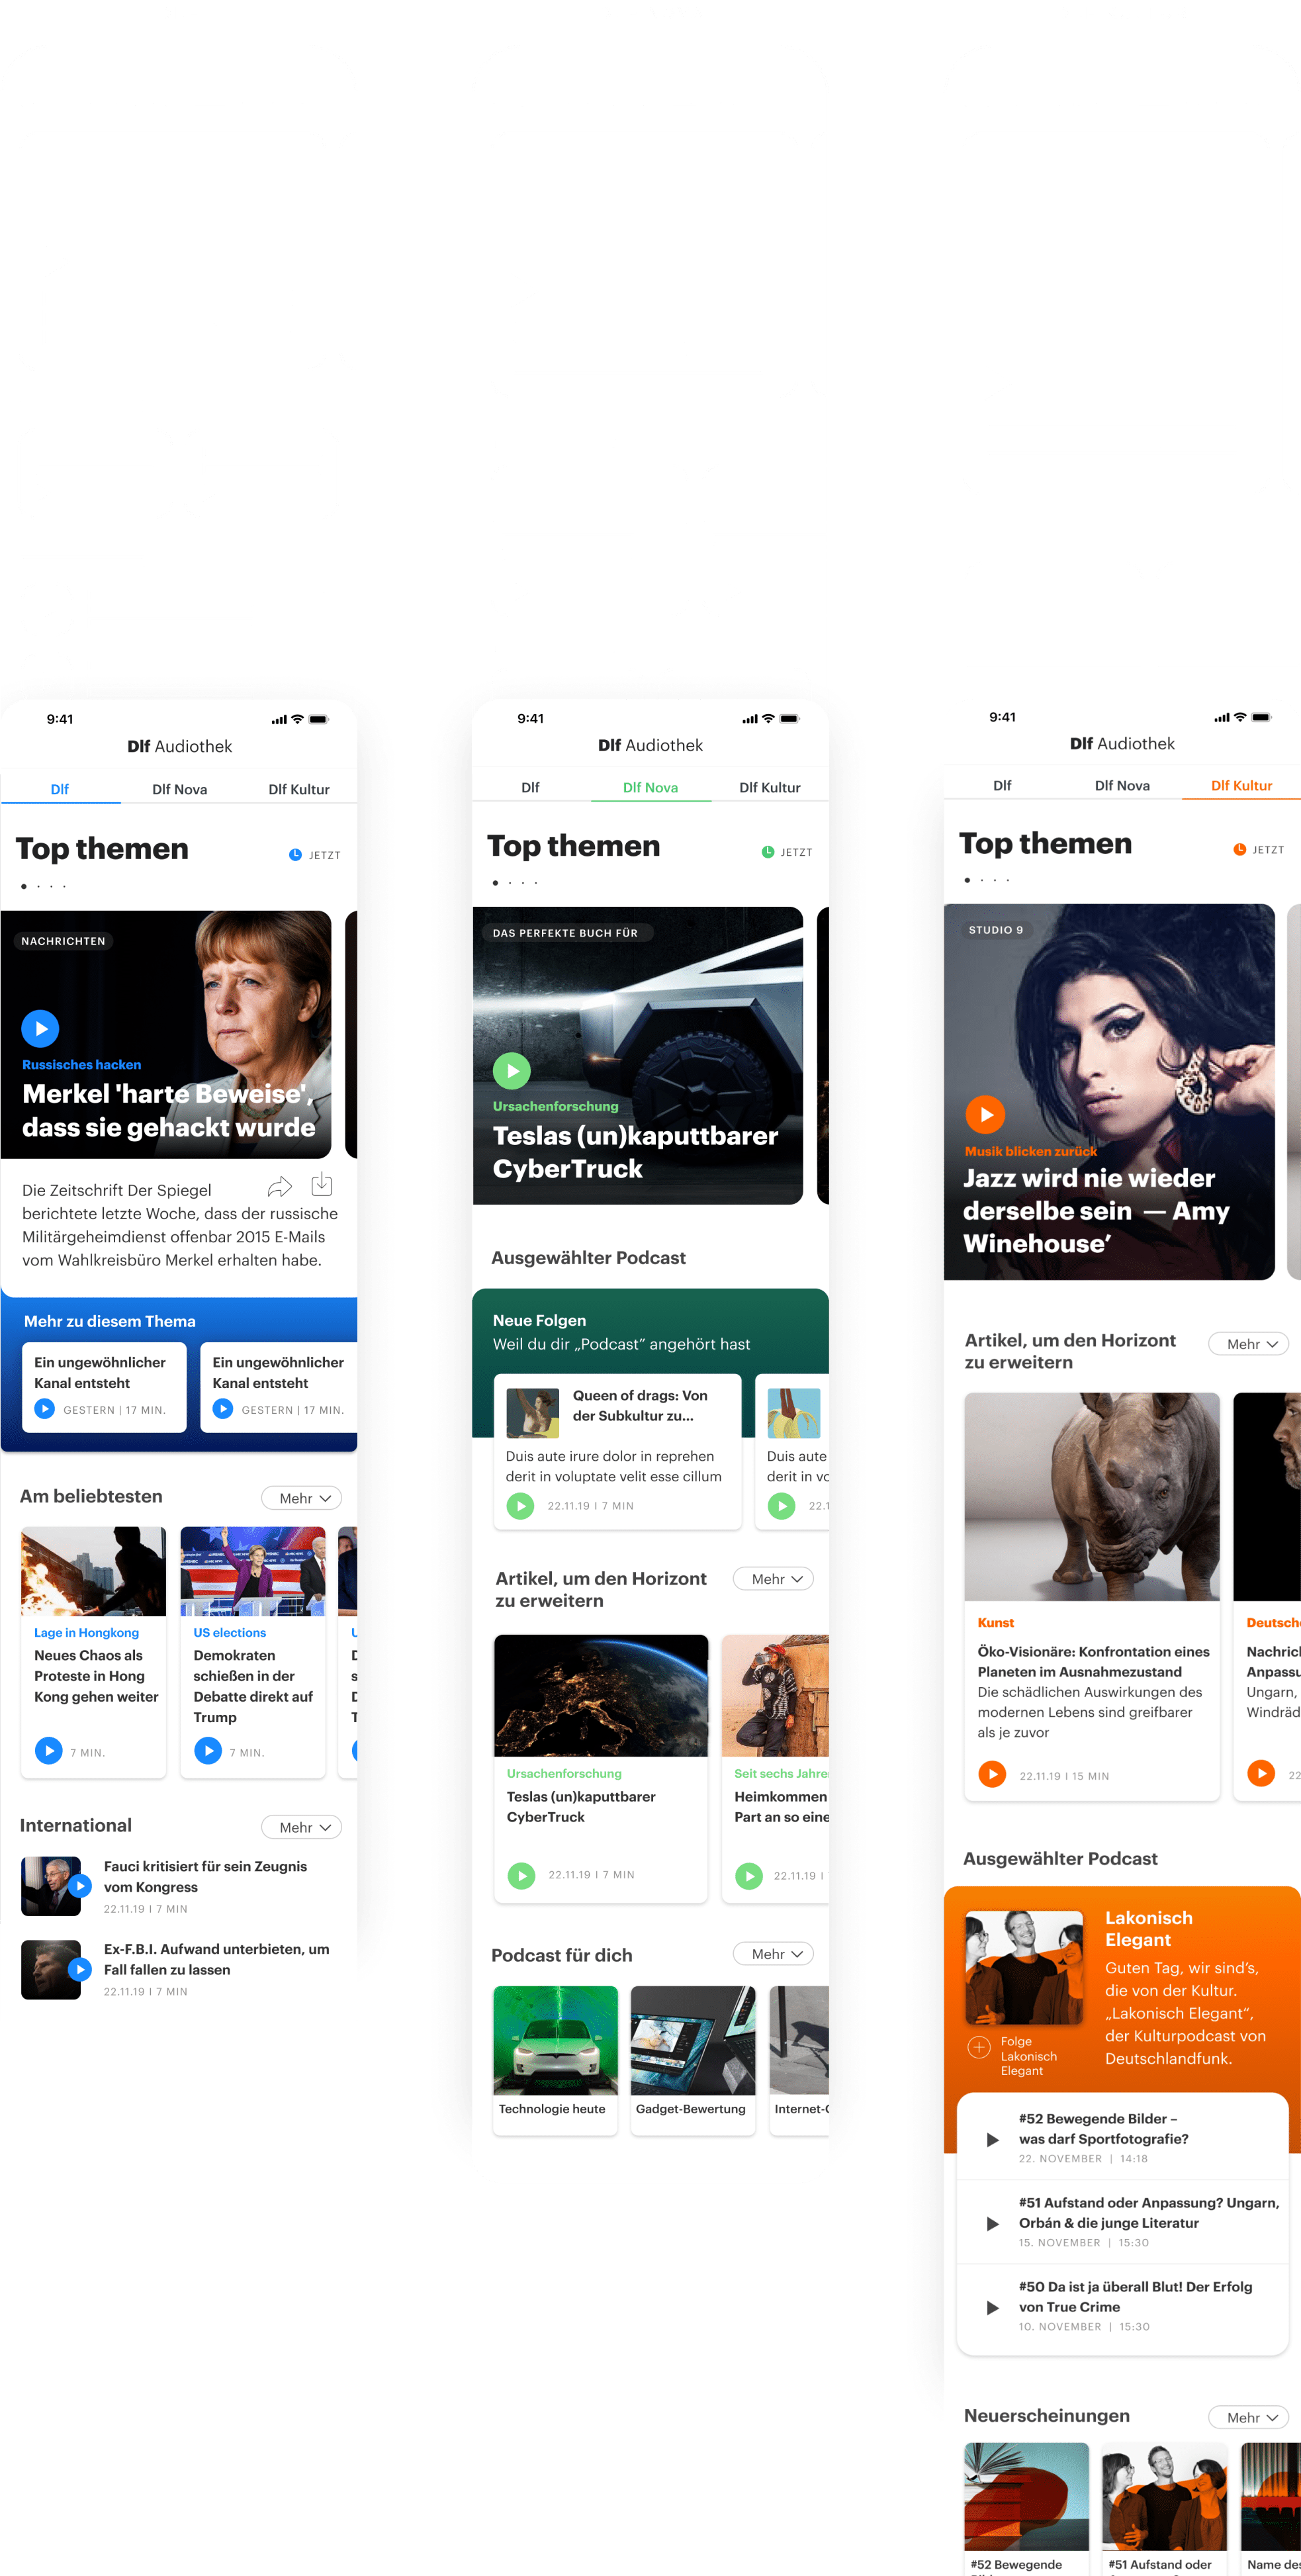 9:41
Dlf Audiothek
Dlf
Dlf Nova
Dlf Kultur
Top themen
JETZT
NACHRICHTEN
Russisches hacken
Merkel 'harte Beweise',
dass sie gehackt wurde
Die Zeitschrift Der Spiegel
berichtete letzte Woche, dass der russische
Militärgeheimdienst offenbar 2015 E-Mails
vom Wahlkreisbüro Merkel erhalten habe.
Mehr zu diesem Thema
Ein ungewöhnlicher
Kanal entsteht
GESTERN | 17 MIN.
Ein ungewöhnlicher
Kanal entsteht
GESTERN | 17 MIN.
Am beliebtesten
Mehr
Lage in Hongkong
Neues Chaos als
Proteste in Hong
Kong gehen weiter
7 MIN.
US elections
Demokraten
schießen in der
Debatte direkt auf
Trump
7 MIN.
U
D
s
D
T
International
Mehr
Fauci kritisiert für sein Zeugnis
vom Kongress
22.11.19 I 7 MIN
Ex-F.B.I. Aufwand unterbieten, um
Fall fallen zu lassen
22.11.19 I 7 MIN
9:41
Dlf Audiothek
Dlf
Dlf Nova
Dlf Kultur
Top themen
JETZT
DAS PERFEKTE BUCH FÜR
Ursachenforschung
Teslas (un)kaputtbarer
CyberTruck
Ausgewählter Podcast
Neue Folgen
Weil du dir „Podcast” angehört hast
Queen of drags: Von
der Subkultur zu...
Duis aute irure dolor in reprehen
derit in voluptate velit esse cillum
22.11.19 I 7 MIN
Duis aute
derit in vo
22.1
Artikel, um den Horizont
zu erweitern
Mehr
Ursachenforschung
Teslas (un)kaputtbarer
CyberTruck
22.11.19 I 7 MIN
Seit sechs Jahre
Heimkommen
Part an so eine
22.11.19 I
Podcast für dich
Mehr
Technologie heute
Gadget-Bewertung
Internet-
9:41
Dlf Audiothek
Dlf
Dlf Nova
Dlf Kultur
Top themen
JETZT
STUDIO 9
Musik blicken zurück
Jazz wird nie wieder
derselbe sein — Amy
Winehouse’
Artikel, um den Horizont
zu erweitern
Mehr
Kunst
Öko-Visionäre: Konfrontation eines
Planeten im Ausnahmezustand
Die schädlichen Auswirkungen des
modernen Lebens sind greifbarer
als je zuvor
22.11.19 I 15 MIN
Deutsch
Nachric
Anpassu
Ungarn,
Windräd
22
Ausgewählter Podcast
Lakonisch
Elegant
Guten Tag, wir sind’s,
die von der Kultur.
„Lakonisch Elegant“,
der Kulturpodcast von
Deutschlandfunk.
Folge
Lakonisch
Elegant
#52 Bewegende Bilder –
was darf Sportfotografie?
22. NOVEMBER | 14:18
#51 Aufstand oder Anpassung? Ungarn,
Orbán & die junge Literatur
15. NOVEMBER | 15:30
#50 Da ist ja überall Blut! Der Erfolg
von True Crime
10. NOVEMBER | 15:30
Neuerscheinungen
Mehr
#52 Bewegende
#51 Aufstand oder
Name des